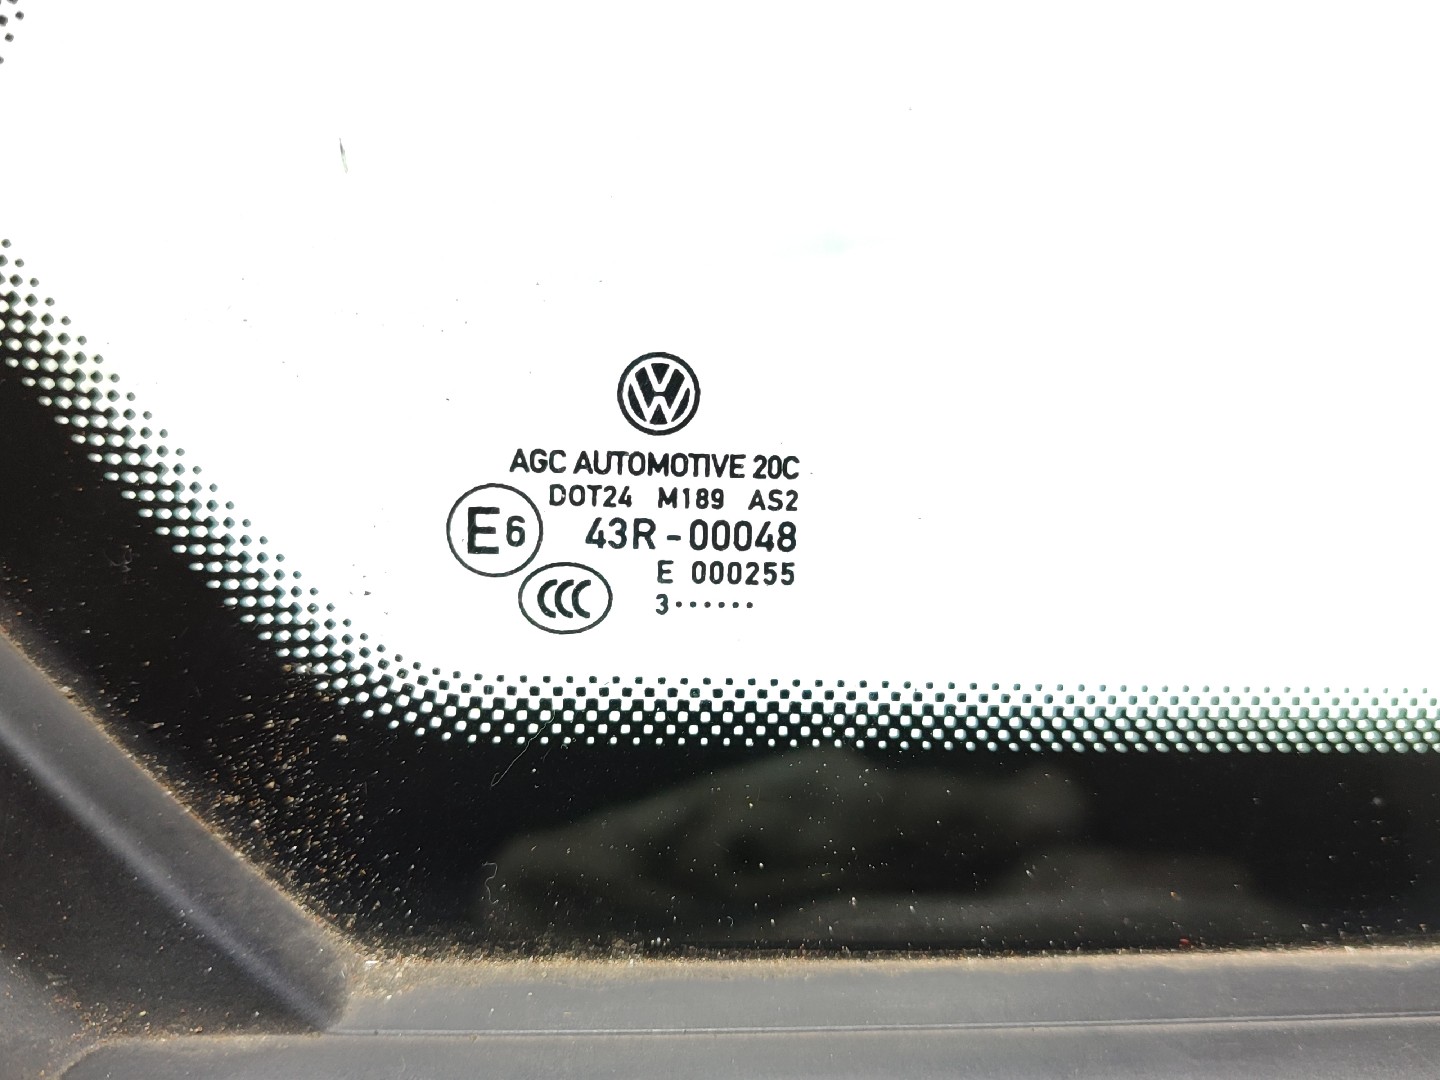 AGC AUTOMOTIVE 20C
DOT24 M189 AS2
E6 43R-00048
E 000255
CCC 3······